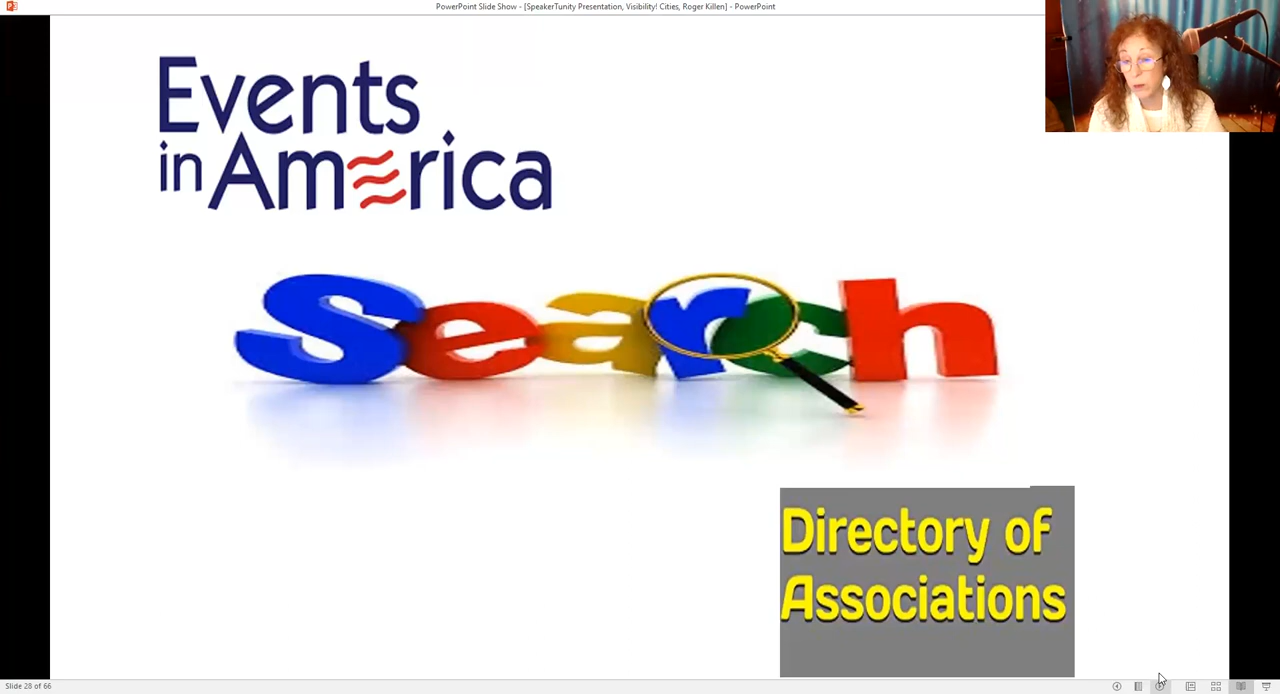 PowerPoint Slide Show - [SpeakerTunity Presentation, Visibility! Cities, Roger Killen] - PowerPoint
Events
in America
Search
Directory of
Associations
Slide 28 of 66